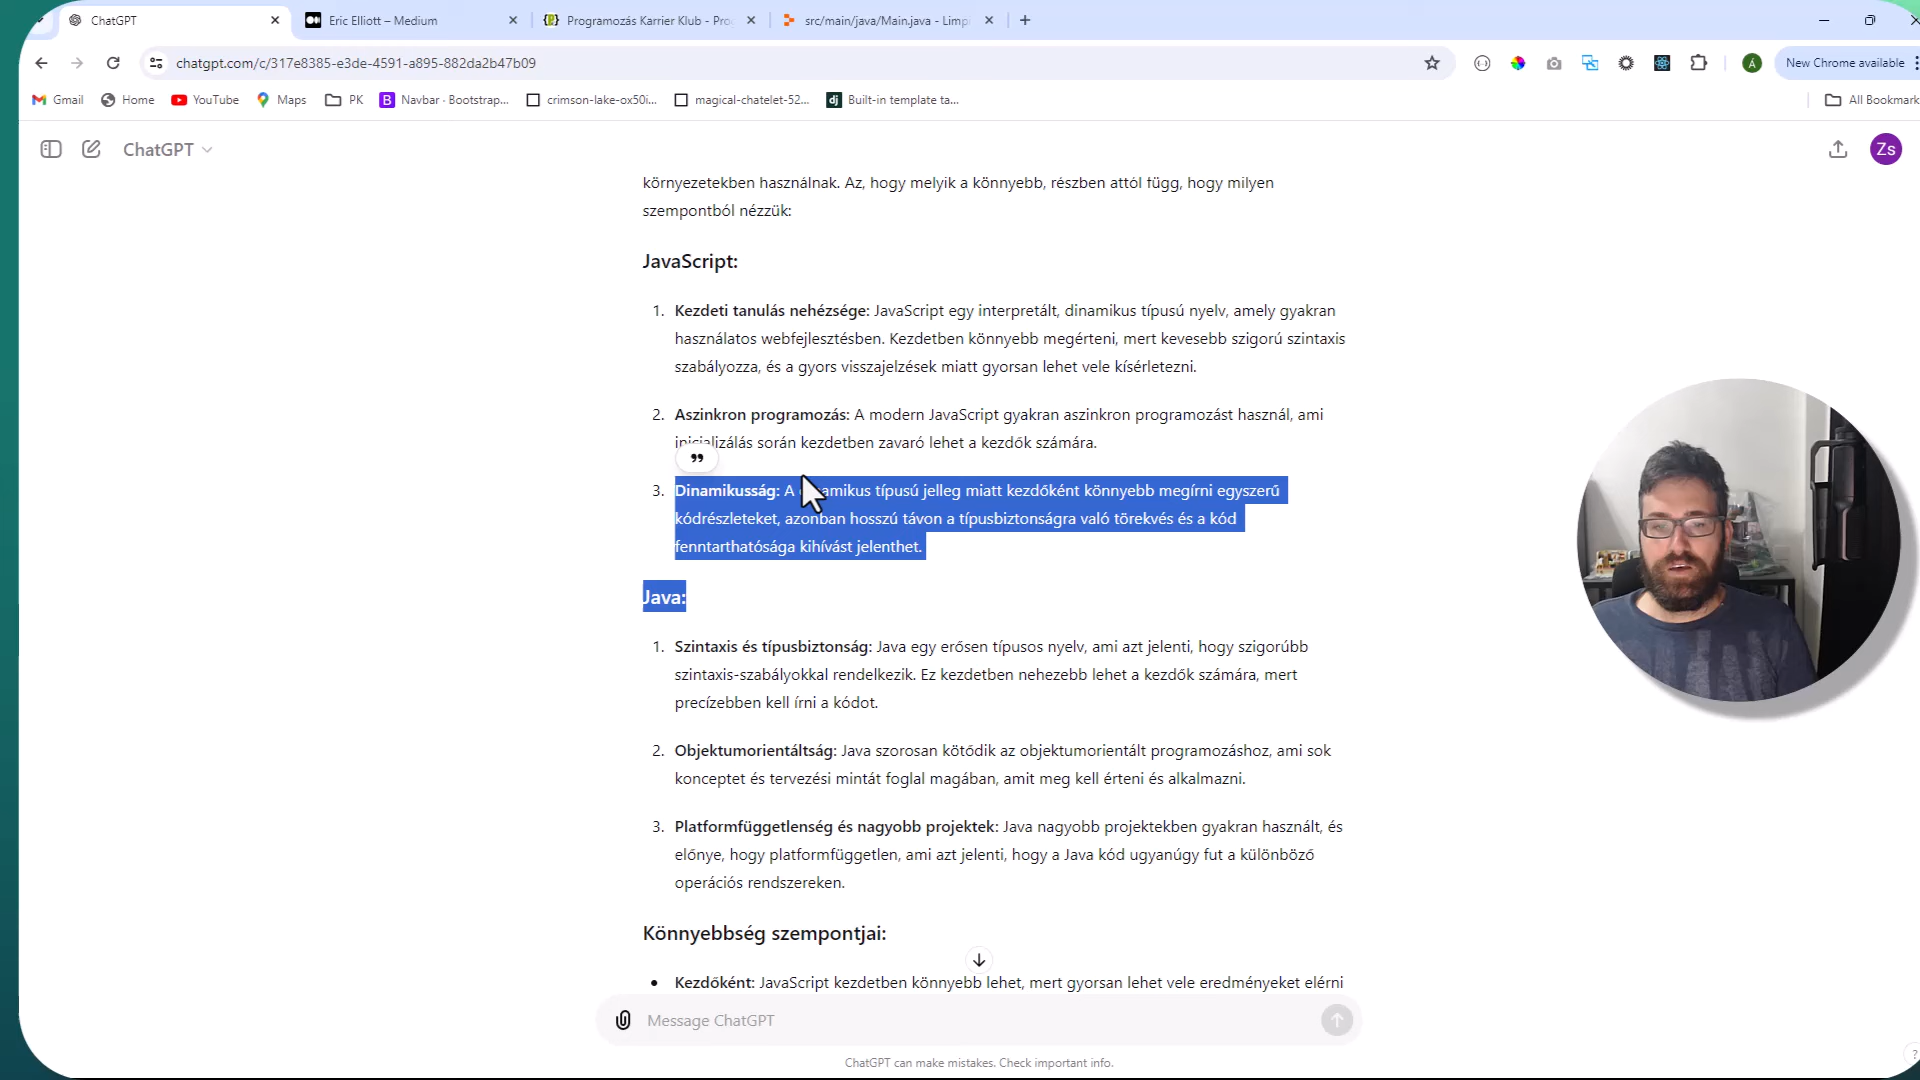 ChatGPT
Eric Elliott – Medium
Programozás Karrier Klub - Pro
src/main/java/Main.java - Limpi
chatgpt.com/c/317e8385-e3de-4591-a895-882da2b47b09
New Chrome available
Gmail
Home
YouTube
Maps
PK
Navbar · Bootstrap...
crimson-lake-ox50i...
magical-chatelet-52...
Built-in template ta...
All Bookmark
ChatGPT
Zs
környezetekben használnak. Az, hogy melyik a könnyebb, részben attól függ, hogy milyen
szempontból nézzük:
JavaScript:
1. Kezdeti tanulás nehézsége: JavaScript egy interpretált, dinamikus típusú nyelv, amely gyakran
használatos webfejlesztésben. Kezdetben könnyebb megérteni, mert kevesebb szigorú szintaxis
szabályozza, és a gyors visszajelzések miatt gyorsan lehet vele kísérletezni.
2. Aszinkron programozás: A modern JavaScript gyakran aszinkron programozást használ, ami
inicializálás során kezdetben zavaró lehet a kezdők számára.
3. Dinamikusság: A dinamikus típusú jelleg miatt kezdőként könnyebb megírni egyszerű
kódrészleteket, azonban hosszú távon a típusbiztonságra való törekvés és a kód
fenntarthatósága kihívást jelenthet.
Java:
1. Szintaxis és típusbiztonság: Java egy erősen típusos nyelv, ami azt jelenti, hogy szigorúbb
szintaxis-szabályokkal rendelkezik. Ez kezdetben nehezebb lehet a kezdők számára, mert
precízebben kell írni a kódot.
2. Objektumorientáltság: Java szorosan kötődik az objektumorientált programozáshoz, ami sok
konceptet és tervezési mintát foglal magában, amit meg kell érteni és alkalmazni.
3. Platformfüggetlenség és nagyobb projektek: Java nagyobb projektekben gyakran használt, és
előnye, hogy platformfüggetlen, ami azt jelenti, hogy a Java kód ugyanúgy fut a különböző
operációs rendszereken.
Könnyebbség szempontjai:
• Kezdőként: JavaScript kezdetben könnyebb lehet, mert gyorsan lehet vele eredményeket elérni
Message ChatGPT
ChatGPT can make mistakes. Check important info.